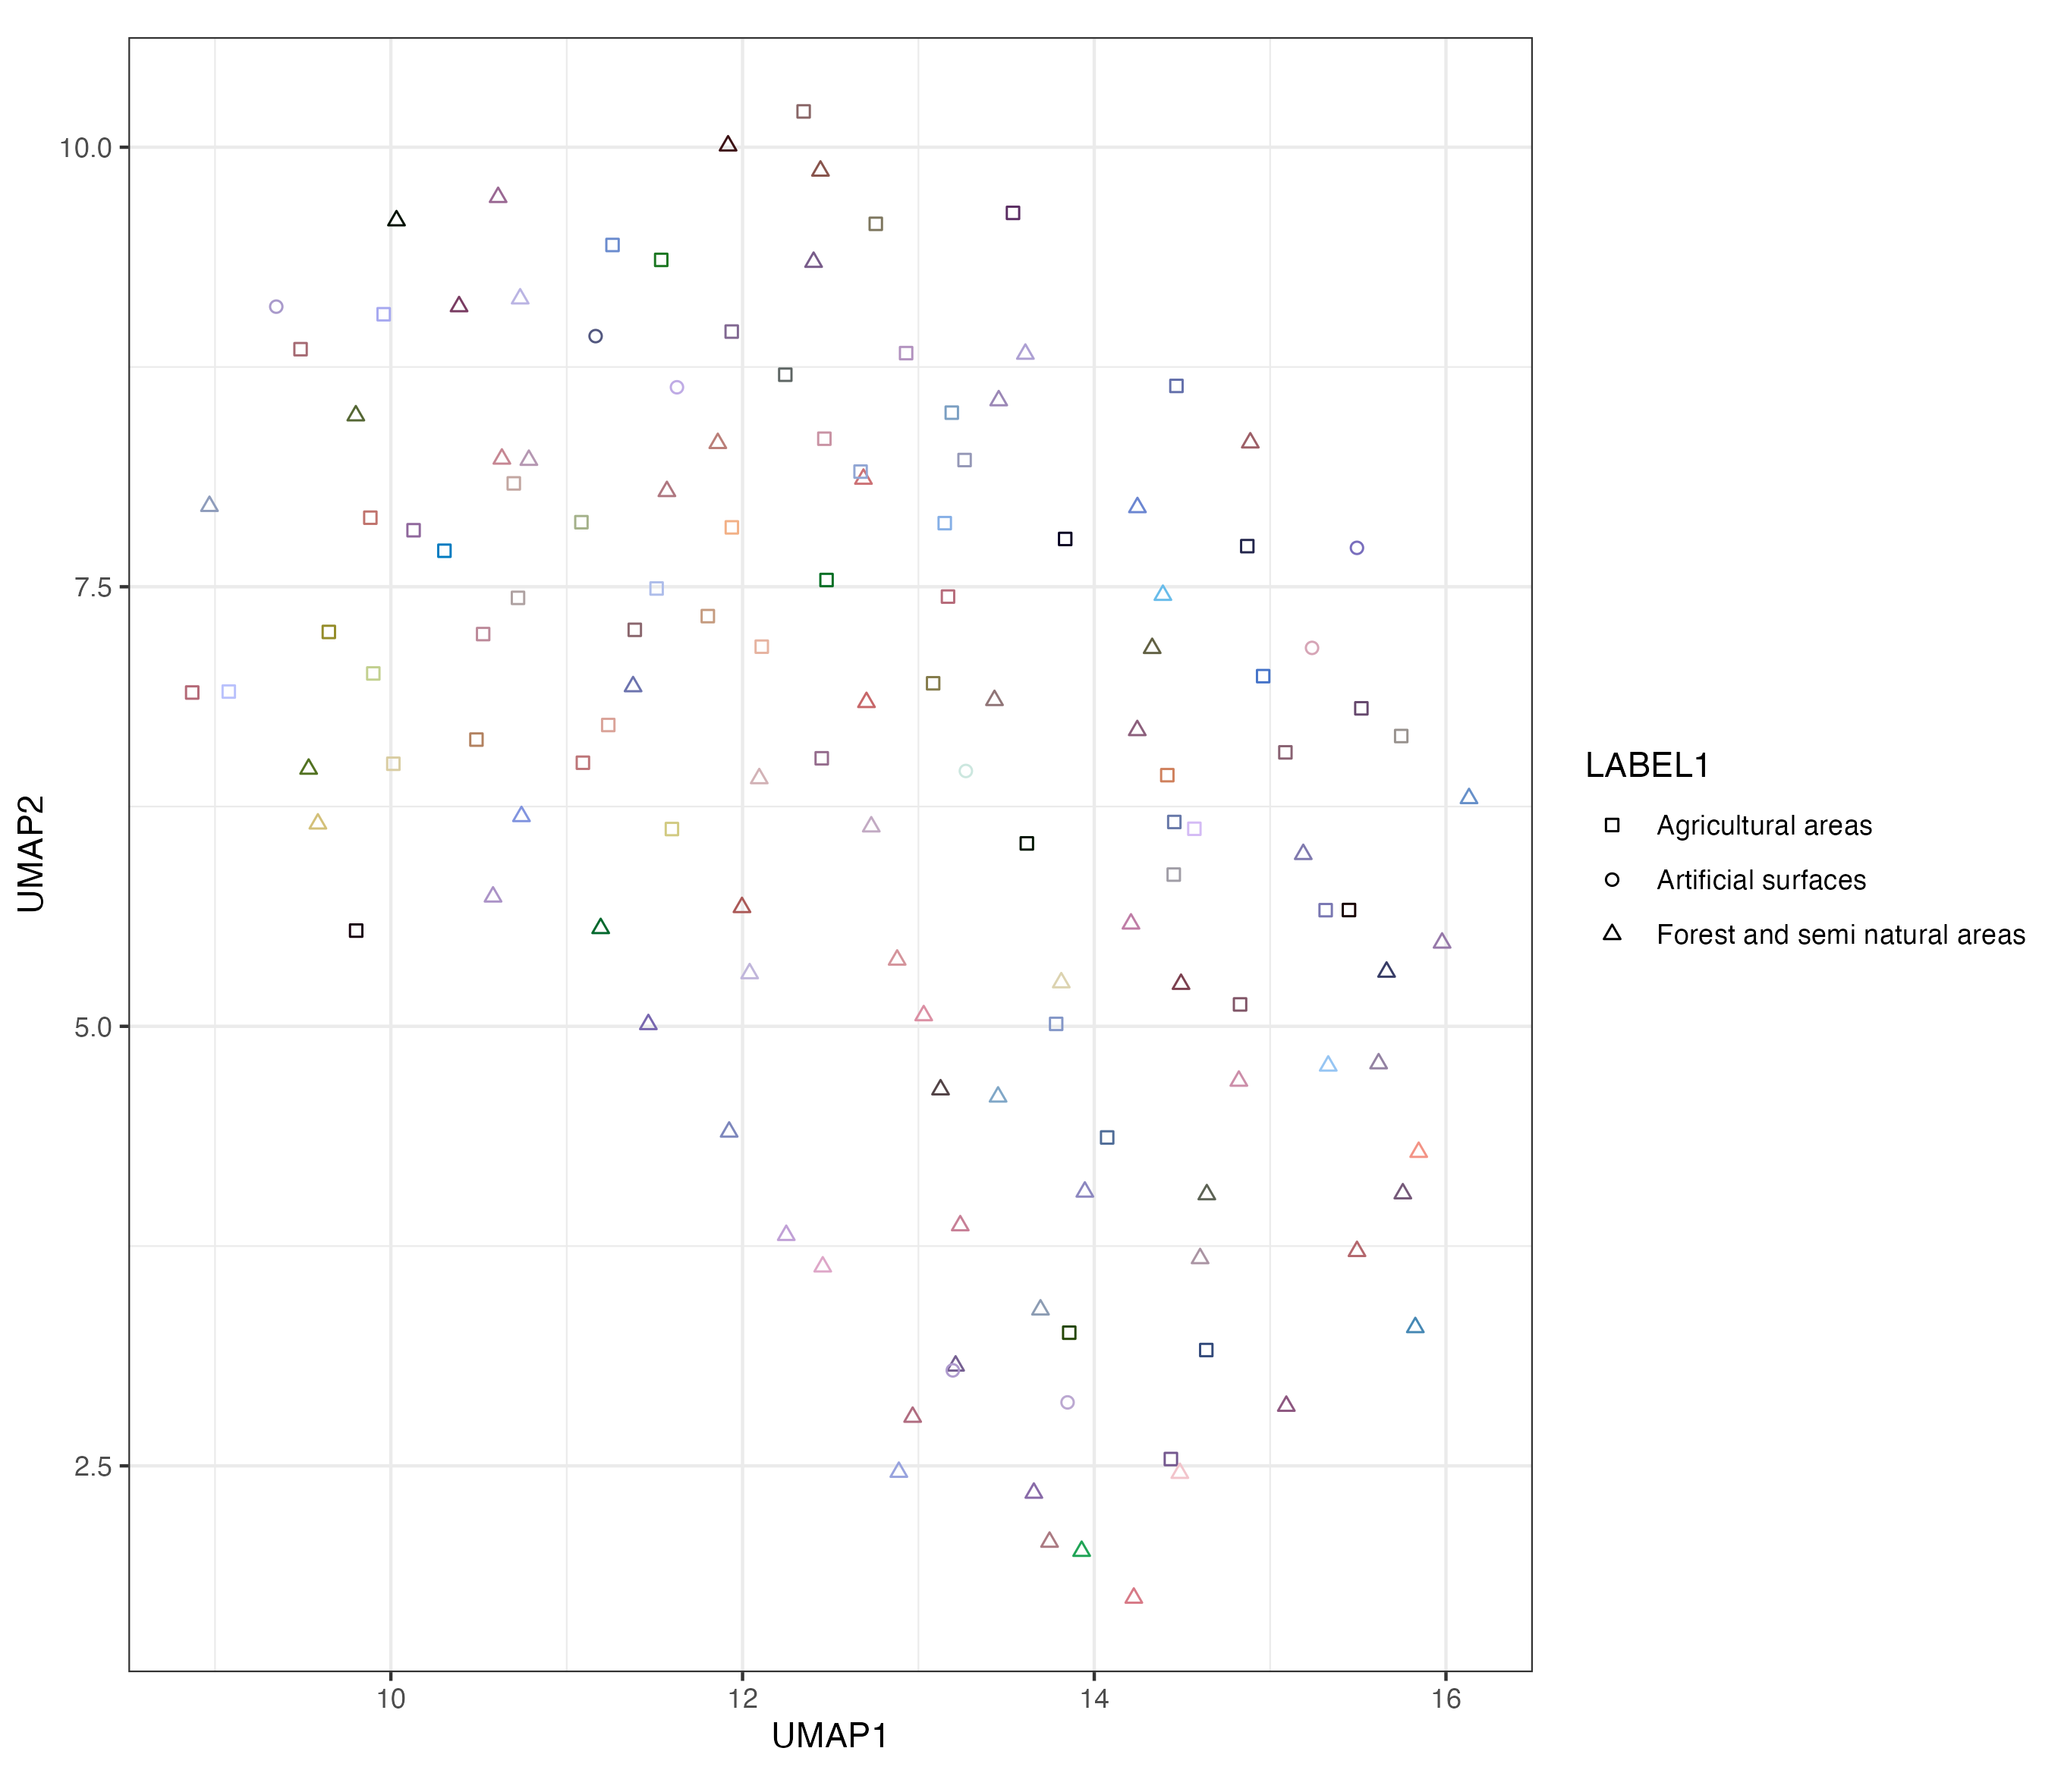 10.0
7.5
5.0
2.5
10
12
14
16
UMAP1
UMAP2
LABEL1
Agricultural areas
Artificial surfaces
Forest and semi natural areas